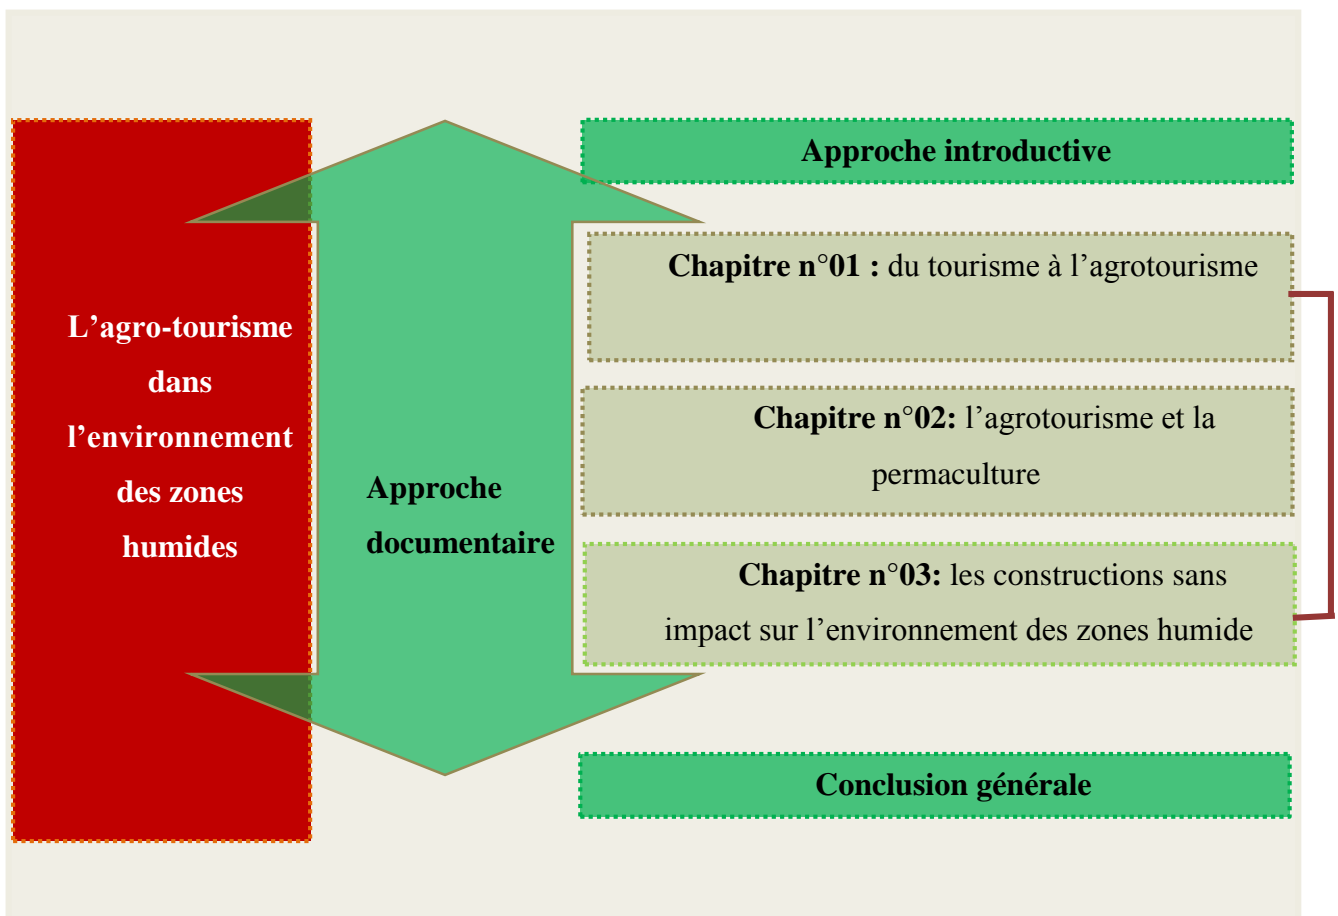 L’agro-tourisme
dans
l’environnement
des zones
humides
Approche
documentaire
Approche introductive
Chapitre n°01 : du tourisme à l’agrotourisme
Chapitre n°02: l’agrotourisme et la
permaculture
Chapitre n°03: les constructions sans
impact sur l’environnement des zones humide
Conclusion générale